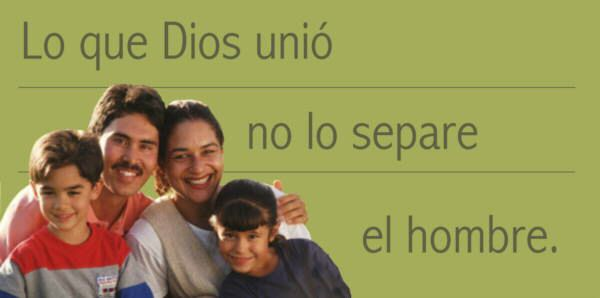 Lo que Dios unió
no lo separe
el hombre.